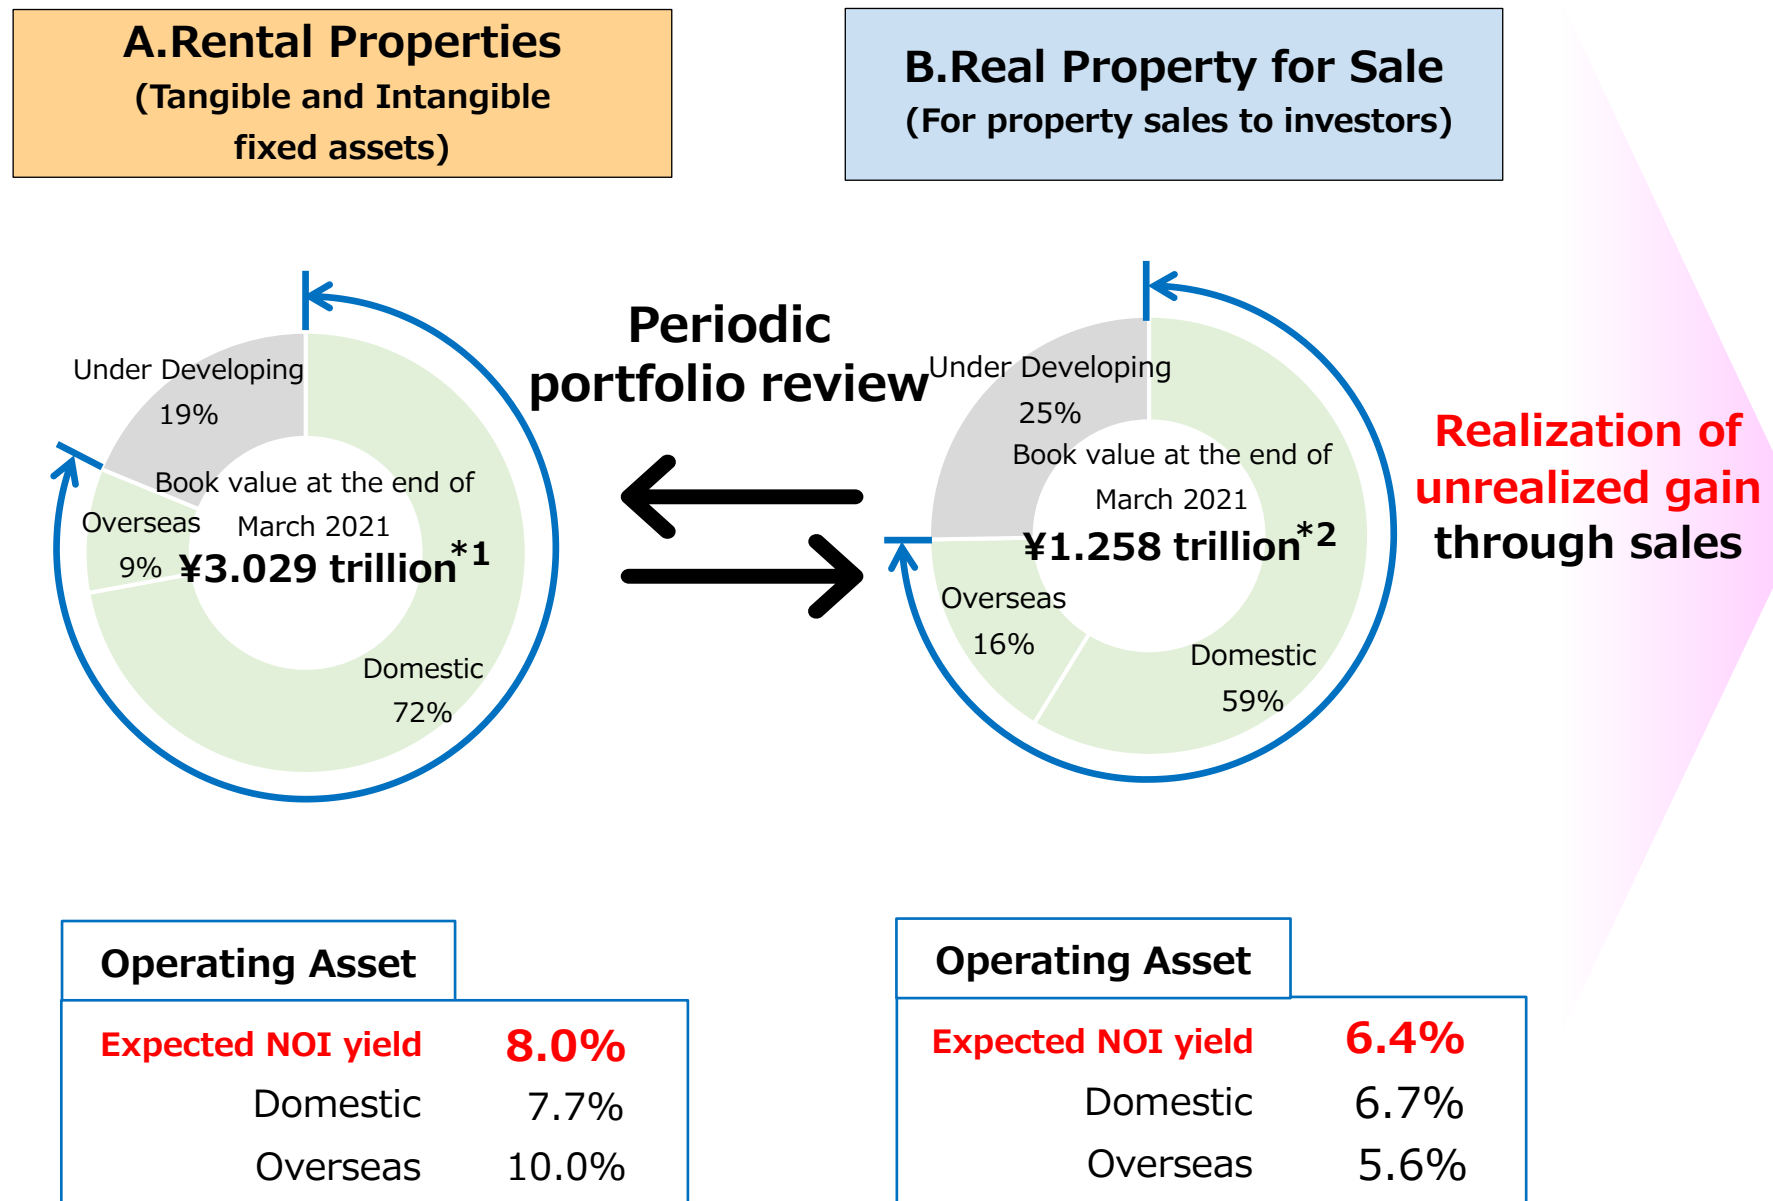 A.Rental Properties
(Tangible and Intangible
fixed assets)
B.Real Property for Sale
(For property sales to investors)
Under Developing
19%
Book value at the end of
March 2021
¥3.029 trillion*1
Overseas
9%
Domestic
72%
Periodic
portfolio review
Under Developing
25%
Book value at the end of
March 2021
¥1.258 trillion*2
Overseas
16%
Domestic
59%
Realization of
unrealized gain
through sales
Operating Asset
Expected NOI yield 8.0%
Domestic 7.7%
Overseas 10.0%
Operating Asset
Expected NOI yield 6.4%
Domestic 6.7%
Overseas 5.6%